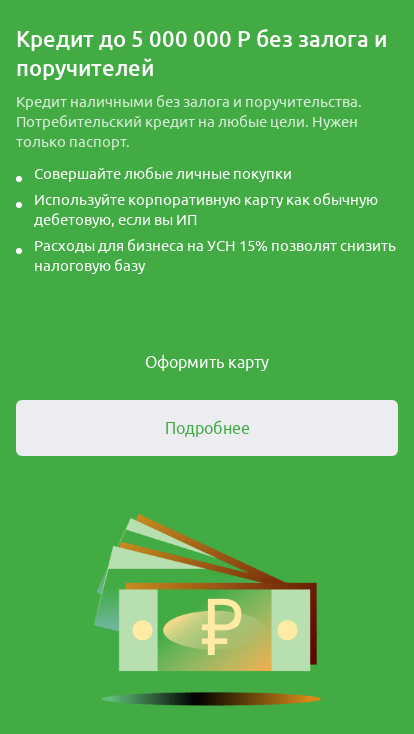 Кредит до 5 000 000 Р без залога и
поручителей
Кредит наличными без залога и поручительства.
Потребительский кредит на любые цели. Нужен
только паспорт.
Совершайте любые личные покупки
Используйте корпоративную карту как обычную
дебетовую, если вы ИП
Расходы для бизнеса на УСН 15% позволят снизить
налоговую базу
Оформить карту
Подробнее
₽